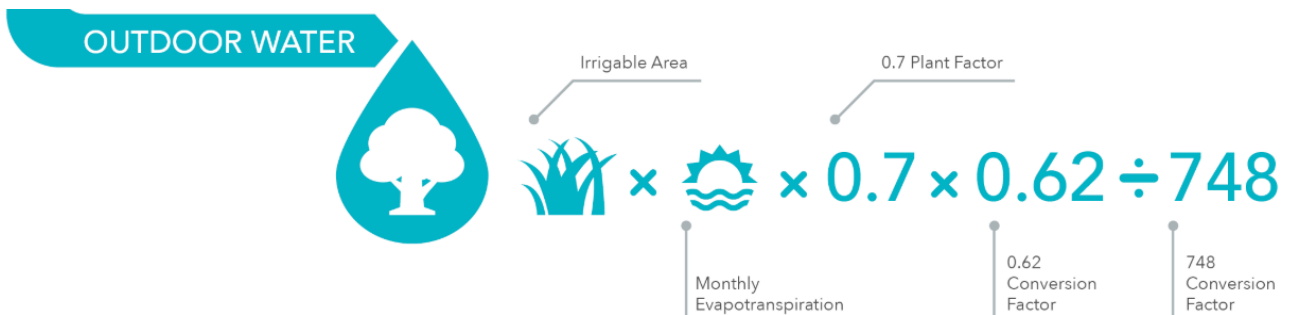 OUTDOOR WATER
Irrigable Area
0.7 Plant Factor
× × 0.7 × 0.62 ÷ 748
Monthly
Evapotranspiration
0.62
Conversion
Factor
748
Conversion
Factor